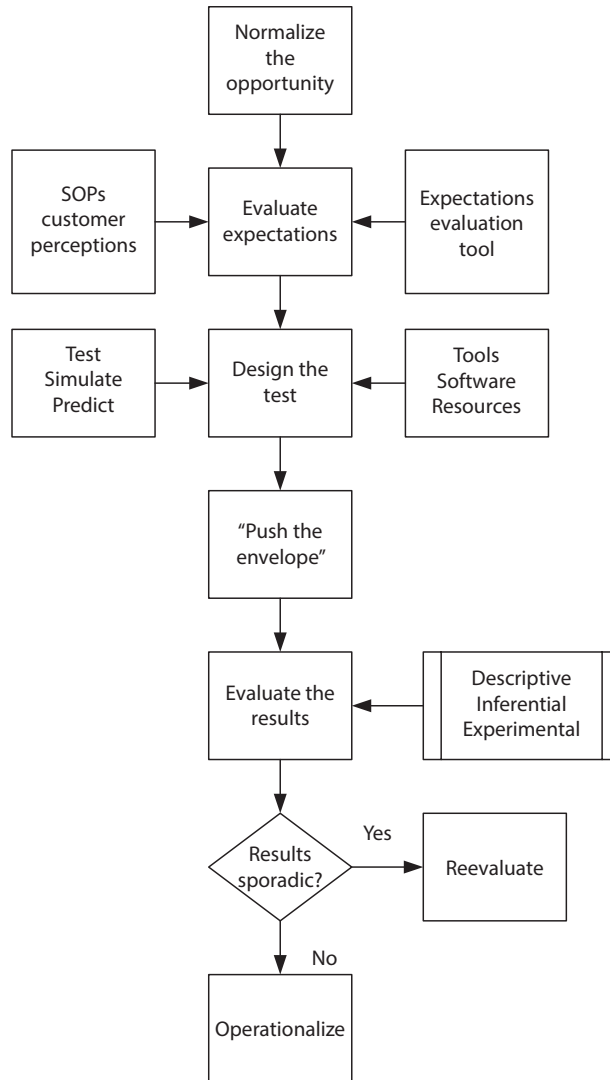 Normalize
the
opportunity
SOPs
customer
perceptions
Evaluate
expectations
Expectations
evaluation
tool
Test
Simulate
Predict
Design the
test
Tools
Software
Resources
“Push the
envelope”
Evaluate the
results
Descriptive
Inferential
Experimental
Results
sporadic?
Yes
Reevaluate
No
Operationalize